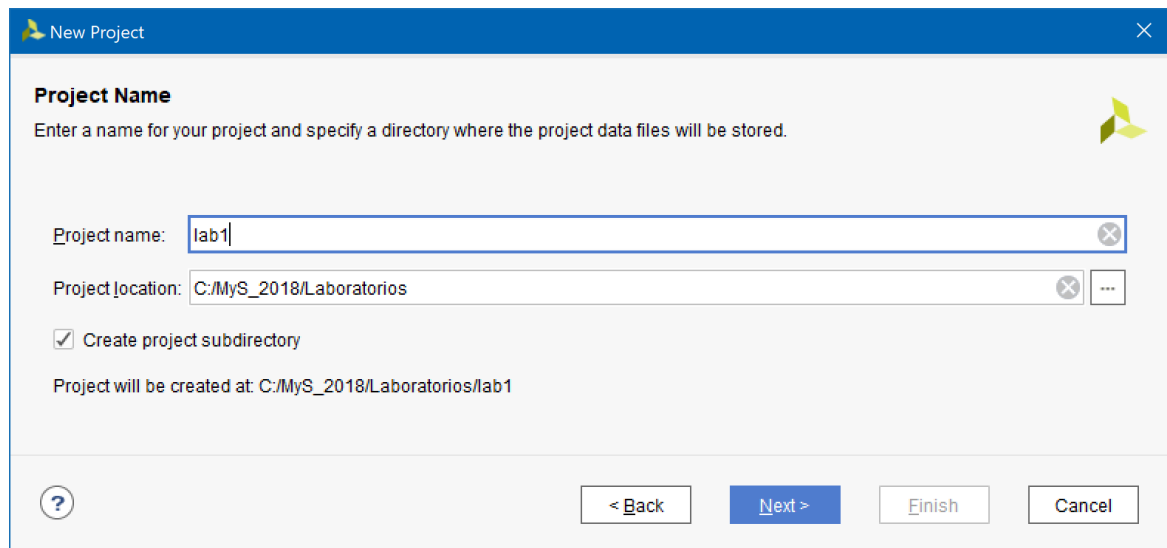 New Project
Project Name
Enter a name for your project and specify a directory where the project data files will be stored.
Project name: lab1
Project location: C:/MyS_2018/Laboratorios ...
Create project subdirectory
Project will be created at: C:/MyS_2018/Laboratorios/lab1
? < Back Next > Finish Cancel